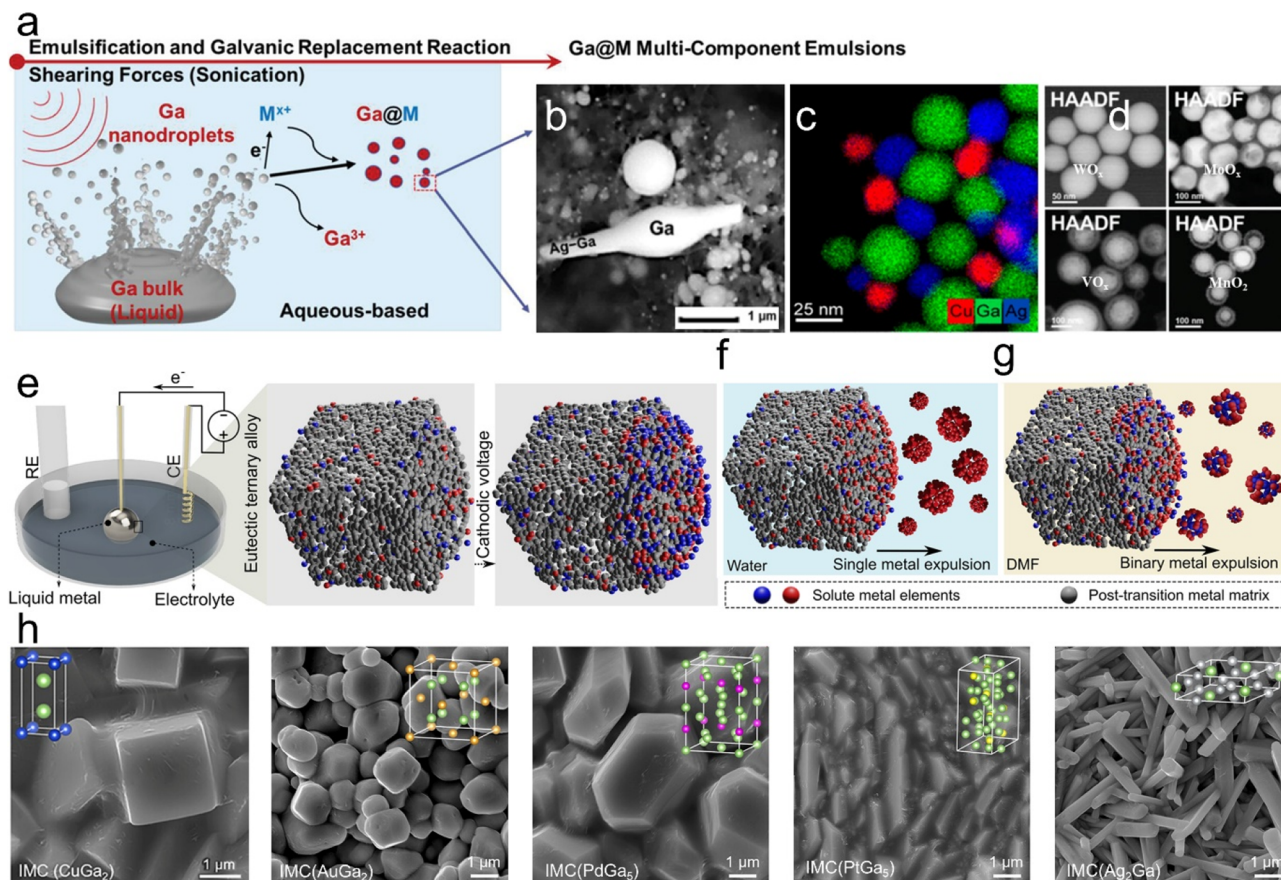 a
Emulsification and Galvanic Replacement Reaction
Ga@M Multi-Component Emulsions
Shearing Forces (Sonication)
Ga
nanodroplets
Mˣ⁺
e⁻
Ga@M
Ga³⁺
Ga bulk
(Liquid)
Aqueous-based
b
Ga
Ag–Ga
1 µm
c
25 nm
Cu Ga Ag
d
HAADF
WOₓ
50 nm
HAADF
MoOₓ
100 nm
HAADF
VOₓ
100 nm
HAADF
MnO₂
100 nm
e
e⁻
RE
CE
−
+
Liquid metal
Electrolyte
Eutectic ternary alloy
Cathodic voltage
f
Water
Single metal expulsion
g
DMF
Binary metal expulsion
Solute metal elements
Post-transition metal matrix
h
IMC (CuGa₂)
1 µm
IMC(AuGa₂)
1 µm
IMC(PdGa₅)
1 µm
IMC(PtGa₅)
1 µm
IMC(Ag₂Ga)
1 µm